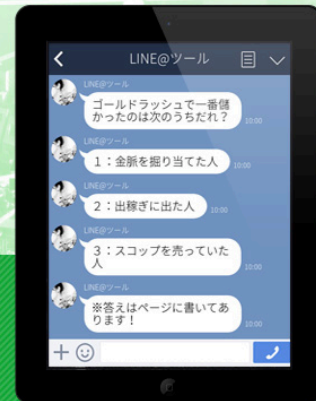 LINE@ツール
LINE@ツール
ゴールドラッシュで一番儲
かったのは次のうちだれ？
10:00
LINE@ツール
1：金脈を掘り当てた人
10:00
LINE@ツール
2：出稼ぎに出た人
10:00
LINE@ツール
3：スコップを売っていた
人
10:00
LINE@ツール
※答えはページに書いてあ
ります！
10:00